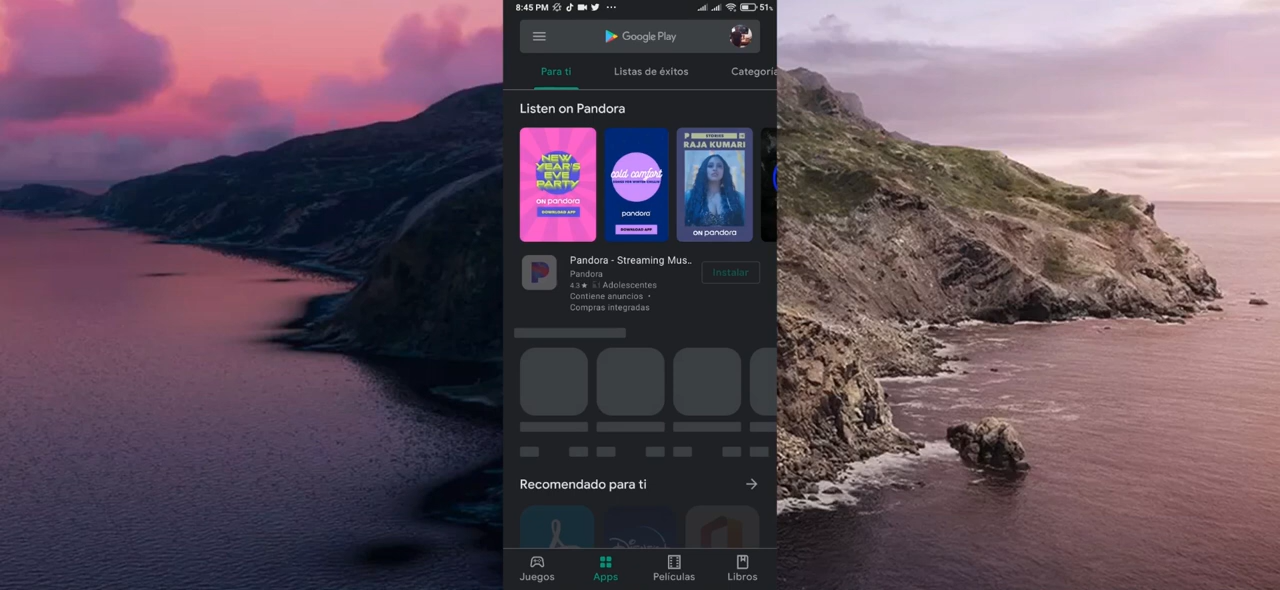 8:45 PM
51%
Google Play
Para ti
Listas de éxitos
Categoría
Listen on Pandora
NEW
YEAR'S
EVE
PARTY
ON pandora
DOWNLOAD APP
cold comfort
pandora
DOWNLOAD APP
STORIES
RAJA KUMARI
ON pandora
Pandora - Streaming Mus..
Pandora
Instalar
4.3★ Adolescentes
Contiene anuncios •
Compras integradas
Recomendado para ti
Disney
Juegos
Apps
Películas
Libros